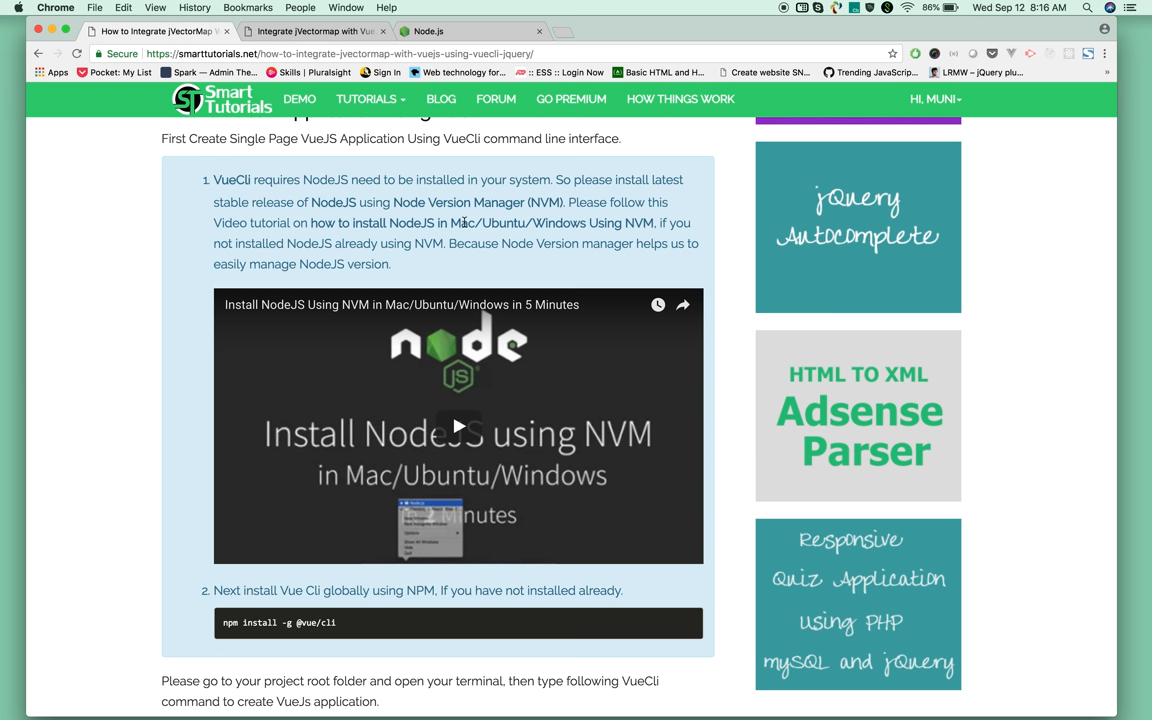 Chrome File Edit View History Bookmarks People Window Help 86% Wed Sep 12 8:16 AM
How to Integrate jVectorMap Integrate jVectormap with Vue. Node.js
Secure https://smarttutorials.net/how-to-integrate-jvectormap-with-vuejs-using-vuecli-jquery/
Apps Pocket: My List Spark — Admin The... Skills | Pluralsight Sign In Web technology for... :: ESS :: Login Now Basic HTML and H... Create website SN... Trending JavaScript... LRMW – jQuery plu... »
Smart
Tutorials
DEMO TUTORIALS BLOG FORUM GO PREMIUM HOW THINGS WORK HI, MUNI
First Create Single Page VueJS Application Using VueCli command line interface.
1. VueCli requires NodeJS need to be installed in your system. So please install latest
stable release of NodeJS using Node Version Manager (NVM). Please follow this
Video tutorial on how to install NodeJS in Mac/Ubuntu/Windows Using NVM, if you
not installed NodeJS already using NVM. Because Node Version manager helps us to
easily manage NodeJS version.
Install NodeJS Using NVM in Mac/Ubuntu/Windows in 5 Minutes
node
JS
Install NodeJS using NVM
in Mac/Ubuntu/Windows
2 Minutes
2. Next install Vue Cli globally using NPM, If you have not installed already.
npm install -g @vue/cli
Please go to your project root folder and open your terminal, then type following VueCli
command to create VueJs application.
jQuery
Autocomplete
HTML TO XML
Adsense
Parser
Responsive
Quiz Application
using PHP
mySQL and jQuery